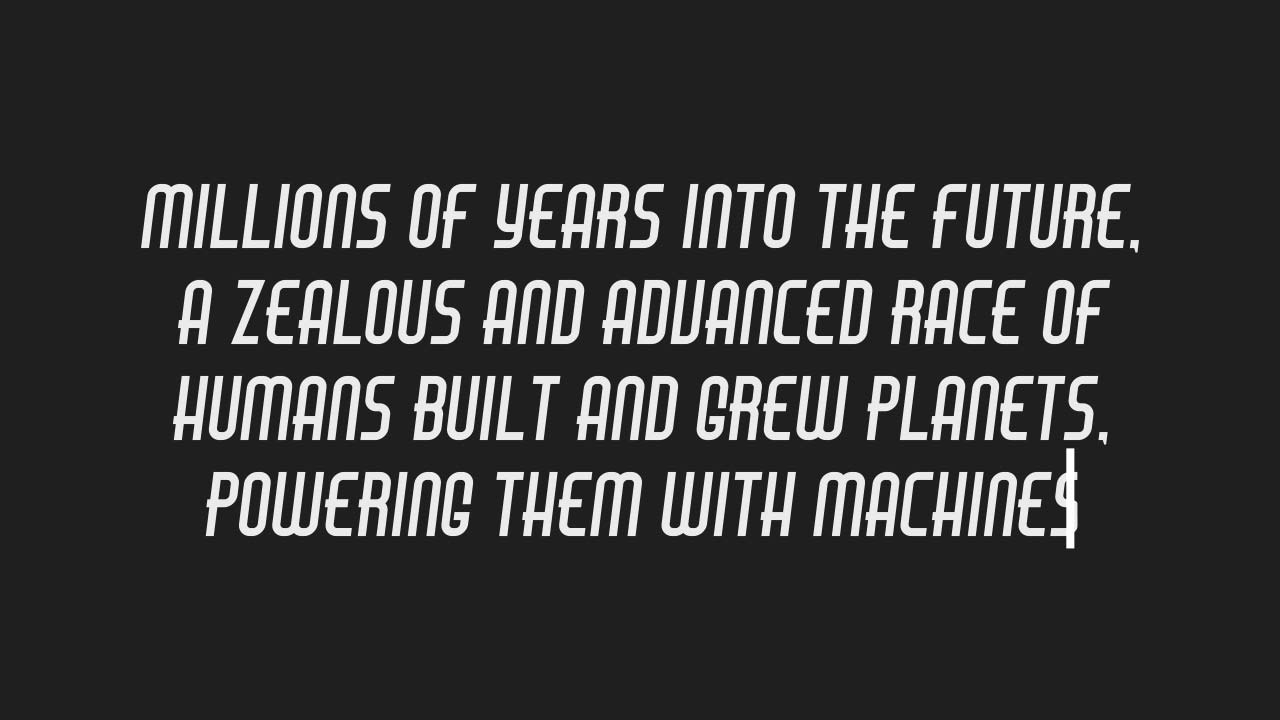 MILLIONS OF YEARS INTO THE FUTURE,
A ZEALOUS AND ADVANCED RACE OF
HUMANS BUILT AND GREW PLANETS,
POWERING THEM WITH MACHINES